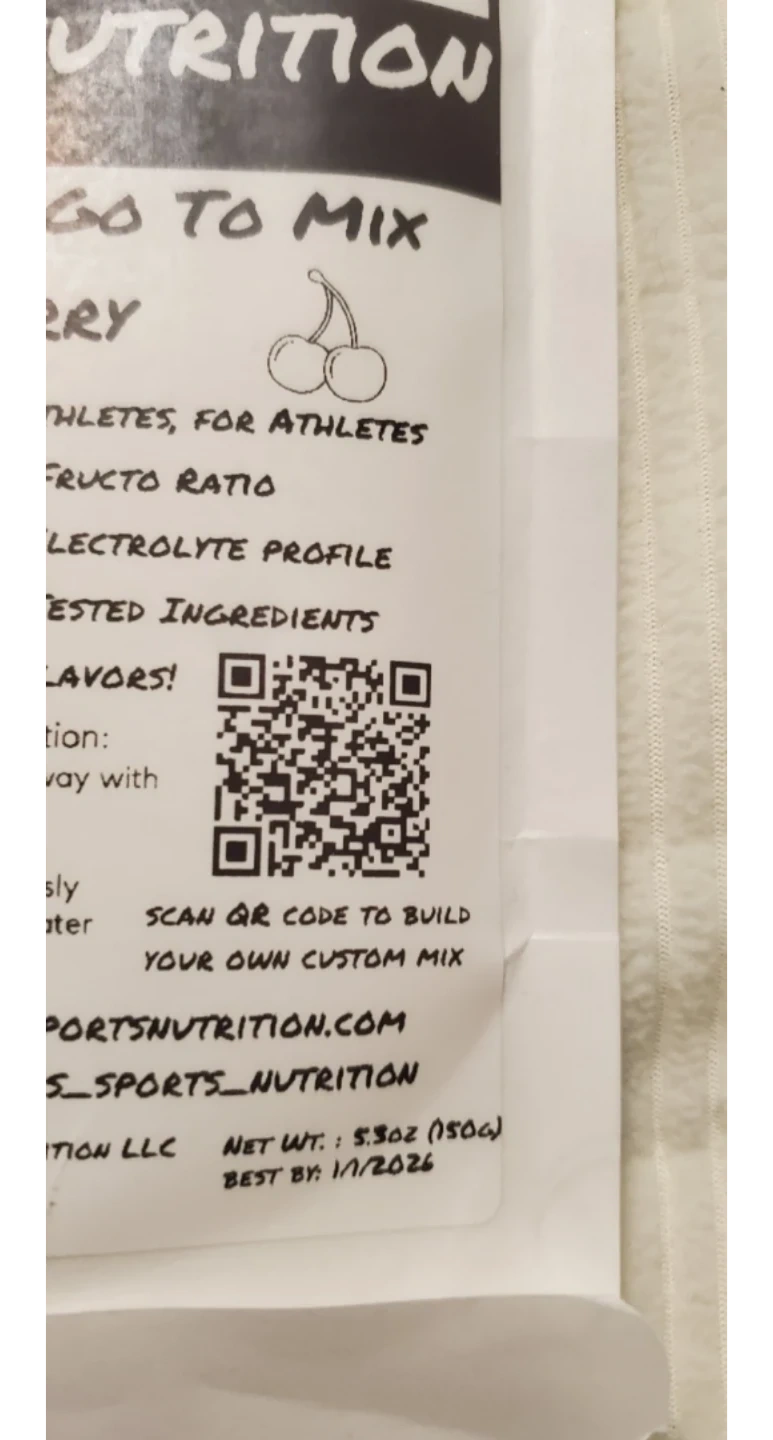 UTRITION
GO TO MIX
RRY
THLETES, FOR ATHLETES
FRUCTO RATIO
ELECTROLYTE PROFILE
TESTED INGREDIENTS
LAVORS!
tion:
way with
sly
ater
SCAN QR CODE TO BUILD
YOUR OWN CUSTOM MIX
PORTSNUTRITION.COM
S_SPORTS_NUTRITION
ITION LLC
NET WT. : 5.3OZ (150G)
BEST BY: 1/1/2026